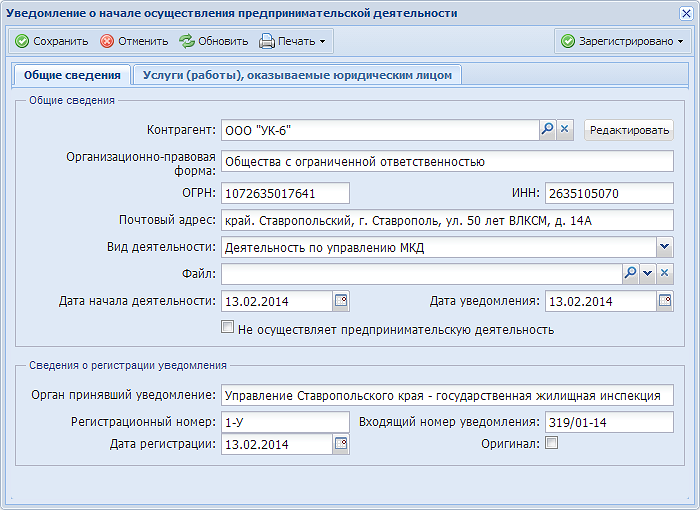 Уведомление о начале осуществления предпринимательской деятельности
Сохранить Отменить Обновить Печать Зарегистрировано
Общие сведения Услуги (работы), оказываемые юридическим лицом
Общие сведения
Контрагент: ООО "УК-6" Редактировать
Организационно-правовая
форма: Общества с ограниченной ответственностью
ОГРН: 1072635017641 ИНН: 2635105070
Почтовый адрес: край. Ставропольский, г. Ставрополь, ул. 50 лет ВЛКСМ, д. 14А
Вид деятельности: Деятельность по управлению МКД
Файл:
Дата начала деятельности: 13.02.2014 Дата уведомления: 13.02.2014
Не осуществляет предпринимательскую деятельность
Сведения о регистрации уведомления
Орган принявший уведомление: Управление Ставропольского края - государственная жилищная инспекция
Регистрационный номер: 1-У Входящий номер уведомления: 319/01-14
Дата регистрации: 13.02.2014 Оригинал: